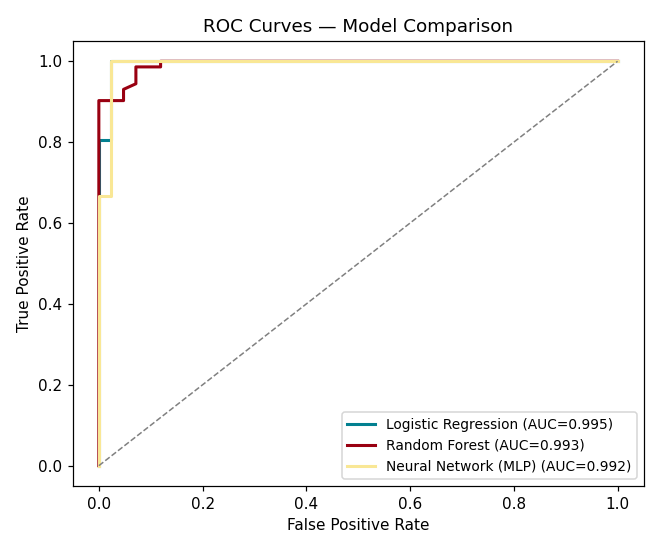 ROC Curves — Model Comparison
True Positive Rate
1.0
0.8
0.6
0.4
0.2
0.0
0.0 0.2 0.4 0.6 0.8 1.0
False Positive Rate
Logistic Regression (AUC=0.995)
Random Forest (AUC=0.993)
Neural Network (MLP) (AUC=0.992)